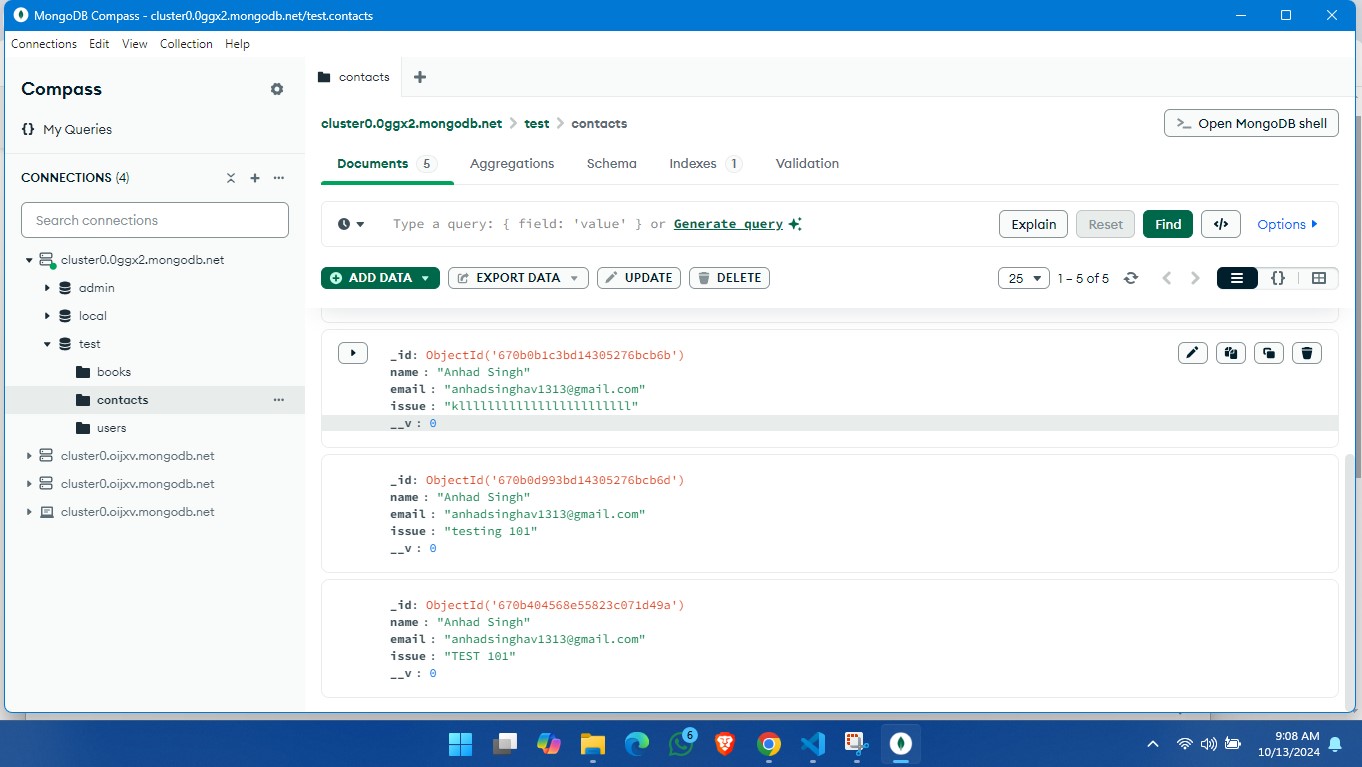 MongoDB Compass - cluster0.0ggx2.mongodb.net/test.contacts
Connections Edit View Collection Help
Compass
{} My Queries
CONNECTIONS (4)
Search connections
cluster0.0ggx2.mongodb.net
admin
local
test
books
contacts
users
cluster0.oijxv.mongodb.net
cluster0.oijxv.mongodb.net
cluster0.oijxv.mongodb.net
contacts
cluster0.0ggx2.mongodb.net > test > contacts
>_ Open MongoDB shell
Documents 5 Aggregations Schema Indexes 1 Validation
Type a query: { field: 'value' } or Generate query
Explain Reset Find </> Options
ADD DATA EXPORT DATA UPDATE DELETE
25 1 – 5 of 5 {}
_id: ObjectId('670b0b1c3bd14305276bcb6b')
name : "Anhad Singh"
email : "anhadsinghav1313@gmail.com"
issue : "klllllllllllllllllllllllll"
__v : 0
_id: ObjectId('670b0d993bd14305276bcb6d')
name : "Anhad Singh"
email : "anhadsinghav1313@gmail.com"
issue : "testing 101"
__v : 0
_id: ObjectId('670b404568e55823c071d49a')
name : "Anhad Singh"
email : "anhadsinghav1313@gmail.com"
issue : "TEST 101"
__v : 0
6
9:08 AM
10/13/2024